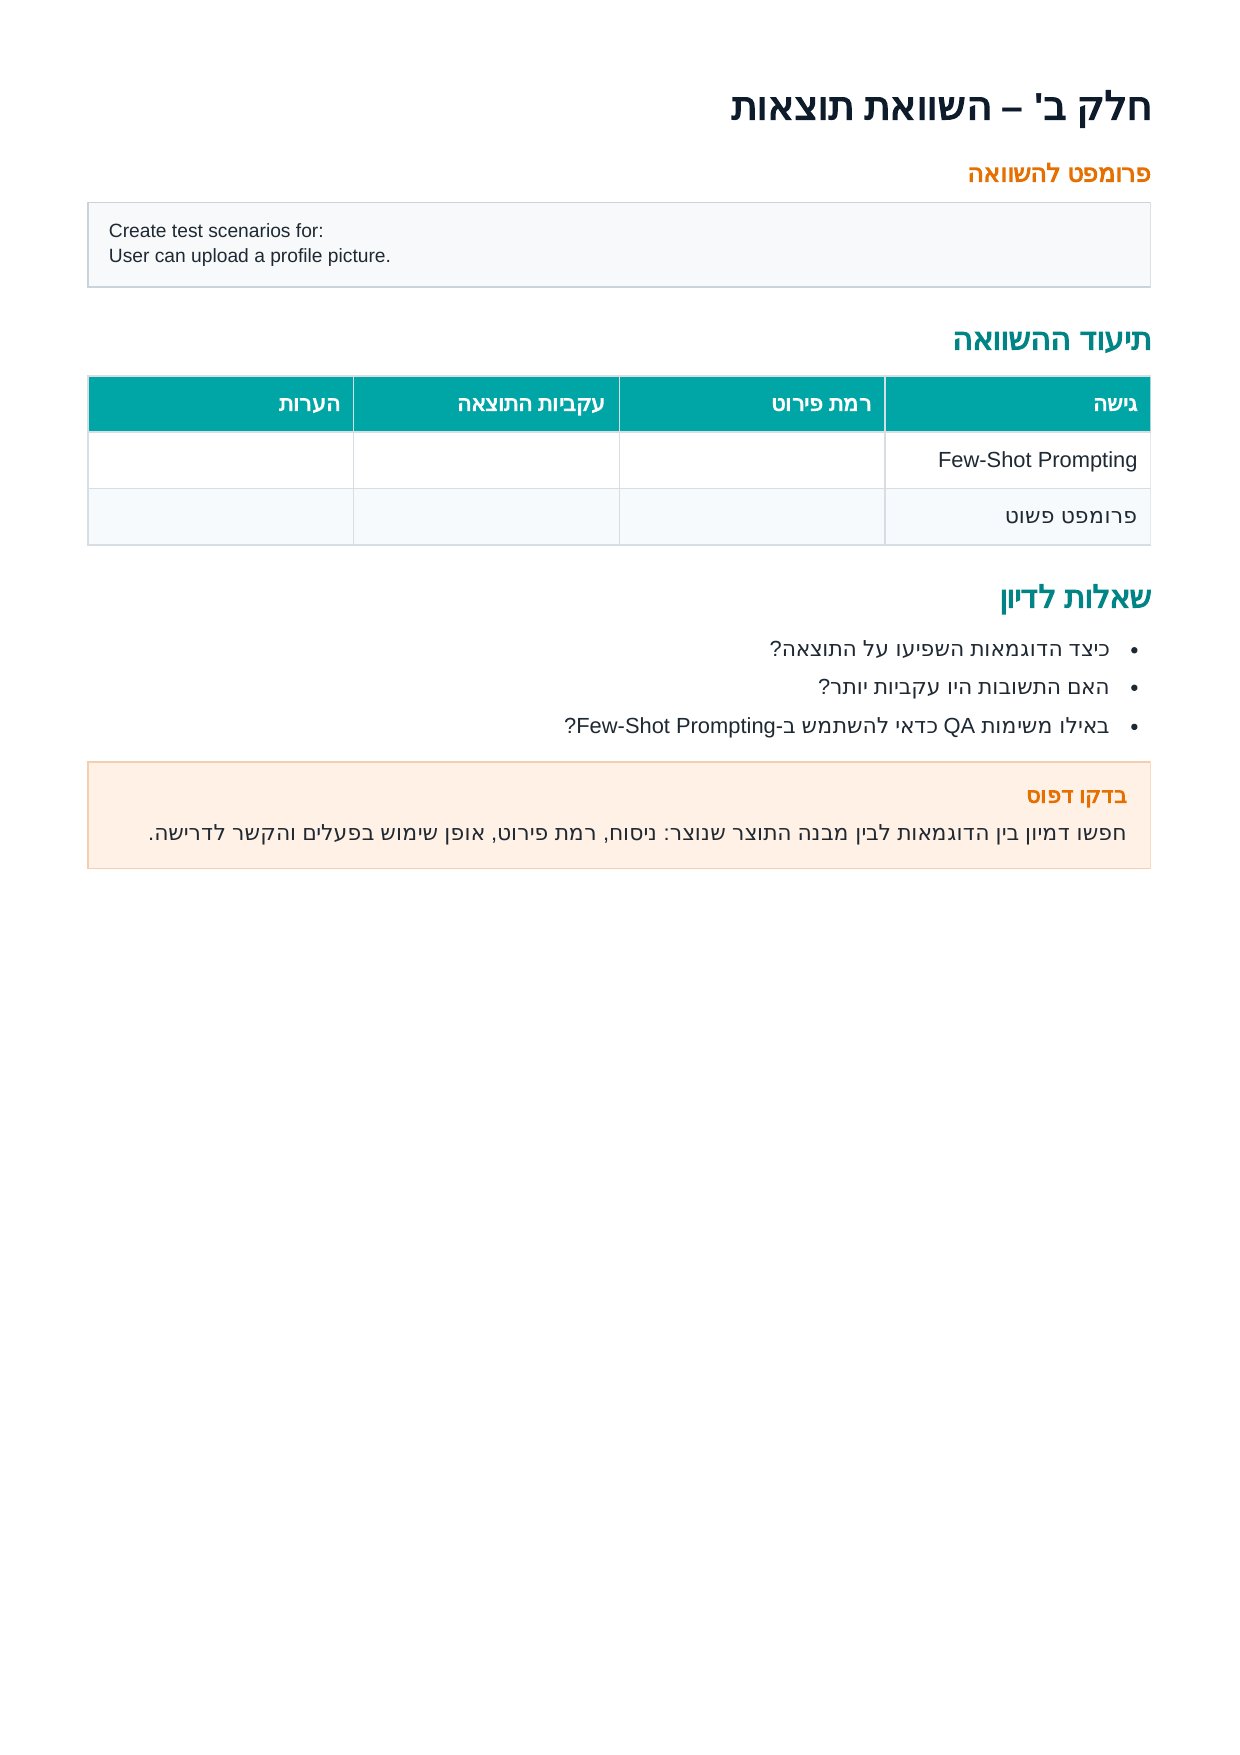 חלק ב' – השוואת תוצאות
פרומפט להשוואה
Create test scenarios for:
User can upload a profile picture.
תיעוד ההשוואה
גישה	רמת פירוט	עקביות התוצאה	הערות
Few-Shot Prompting
פרומפט פשוט
שאלות לדיון
• כיצד הדוגמאות השפיעו על התוצאה?
• האם התשובות היו עקביות יותר?
• באילו משימות QA כדאי להשתמש ב-Few-Shot Prompting?
בדקו דפוס
חפשו דמיון בין הדוגמאות לבין מבנה התוצר שנוצר: ניסוח, רמת פירוט, אופן שימוש בפעלים והקשר לדרישה.